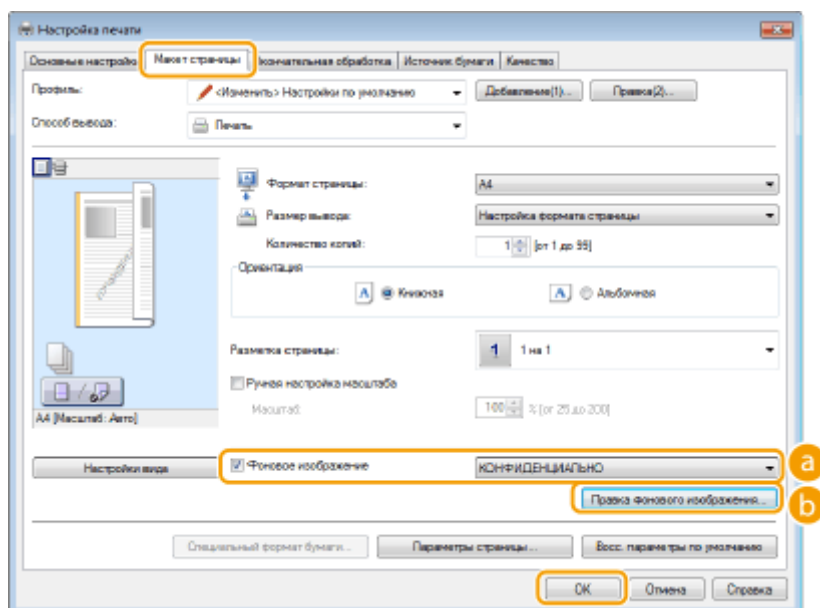 Настройка печати
Основные настройки Макет страницы Окончательная обработка Источник бумаги Качество
Профиль: <Изменить> Настройки по умолчанию Добавление(1)... Правка(2)...
Способ вывода: Печать
Формат страницы: A4
Размер вывода: Настройка формата страницы
Количество копий: 1 [от 1 до 99]
Ориентация
A Книжная A Альбомная
Разметка страницы: 1 1 на 1
Ручная настройка масштаба
Масштаб: 100 % [от 25 до 200]
A4 [Масштаб: Авто]
Настройки вида Фоновое изображение КОНФИДЕНЦИАЛЬНО a
Правка фонового изображения... b
Специальный формат бумаги... Параметры страницы... Восс. параметры по умолчанию
OK Отмена Справка